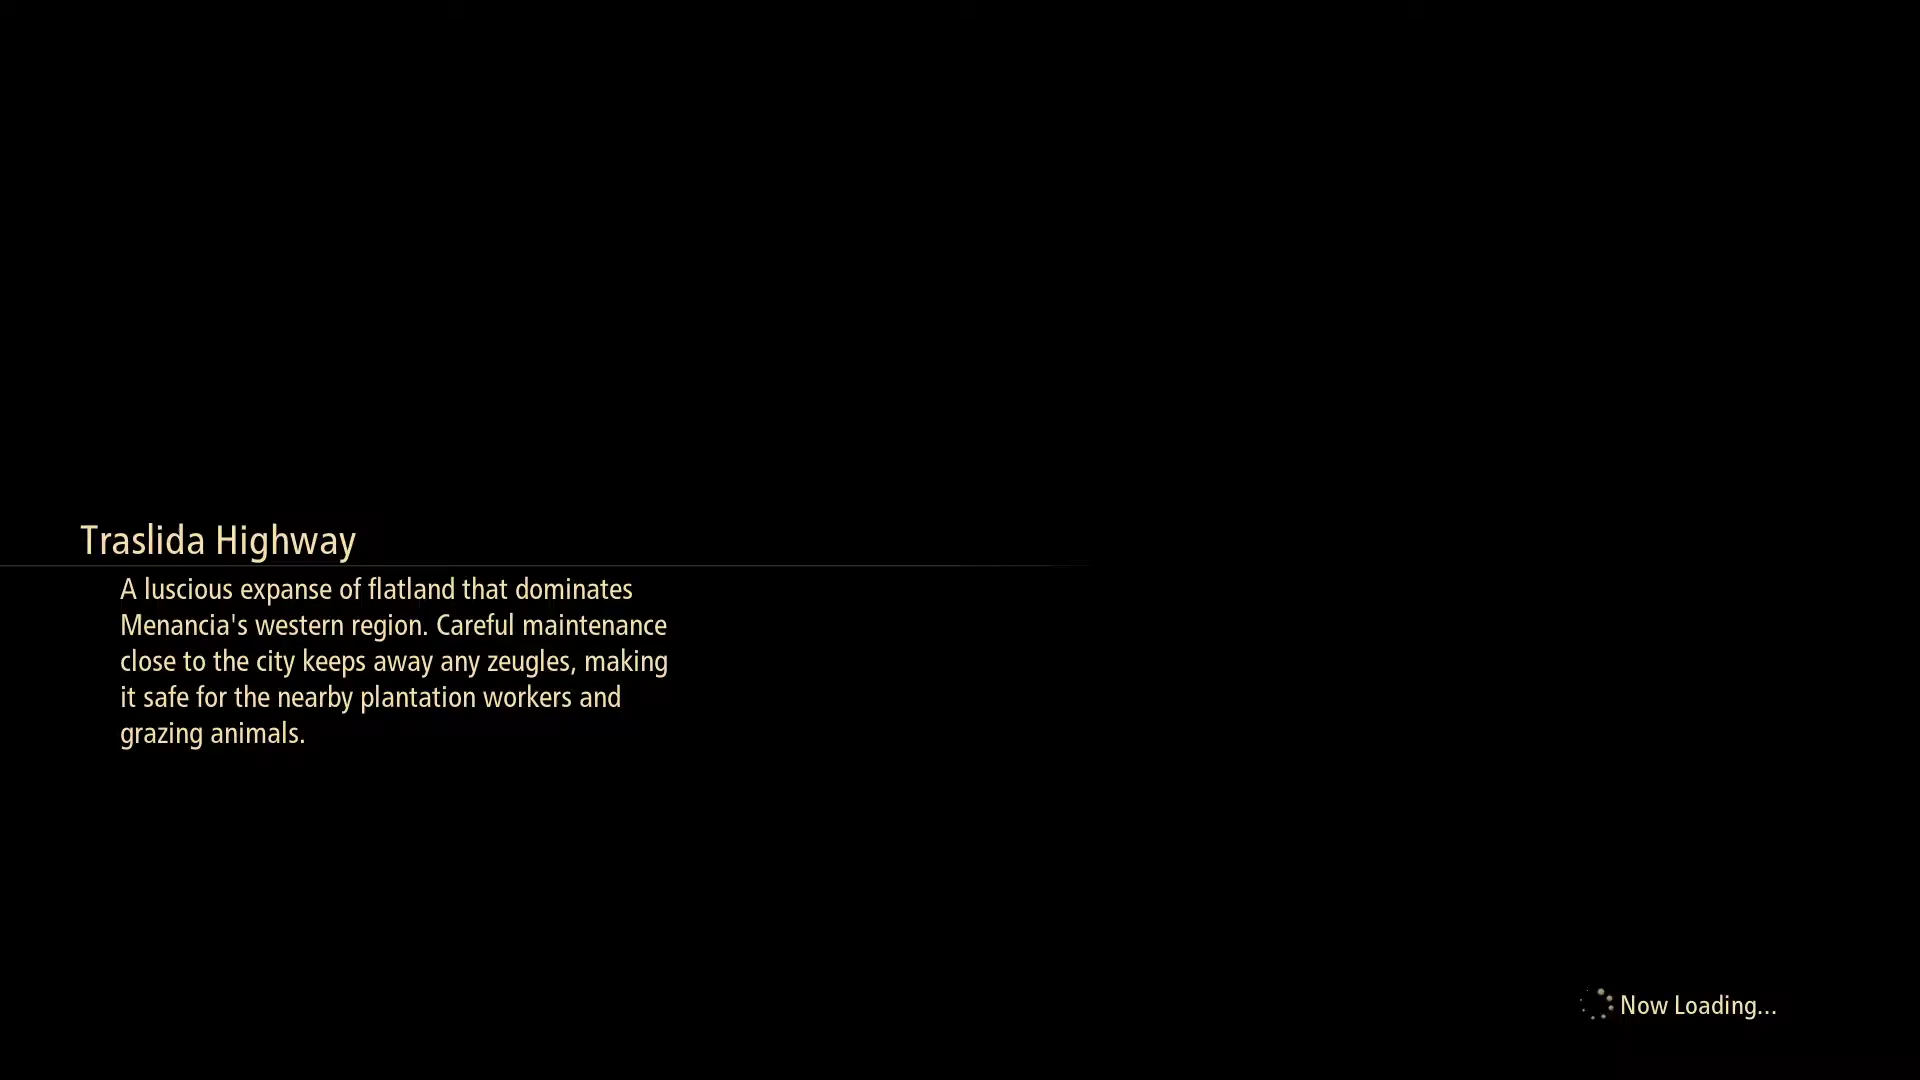 Traslida Highway
A luscious expanse of flatland that dominates
Menancia's western region. Careful maintenance
close to the city keeps away any zeugles, making
it safe for the nearby plantation workers and
grazing animals.
Now Loading...